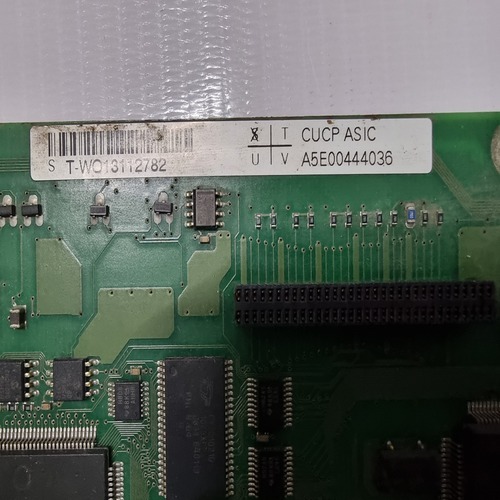 S T-WO13112782
X T
U V
CUCP ASIC
A5E00444036